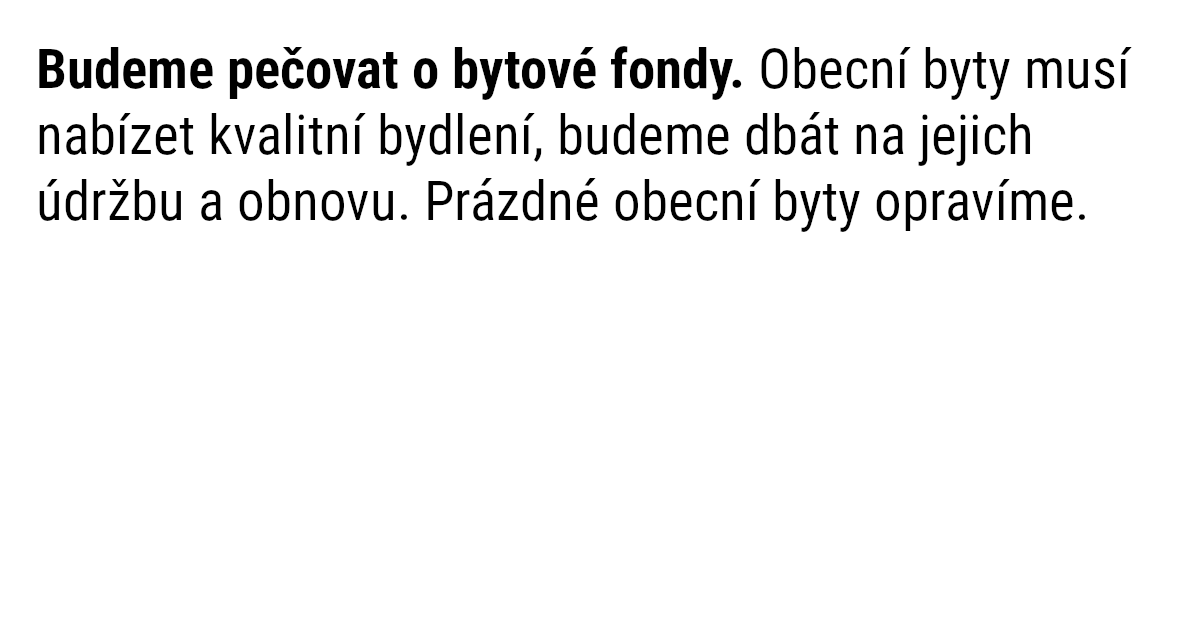 Budeme pečovat o bytové fondy. Obecní byty musí
nabízet kvalitní bydlení, budeme dbát na jejich
údržbu a obnovu. Prázdné obecní byty opravíme.